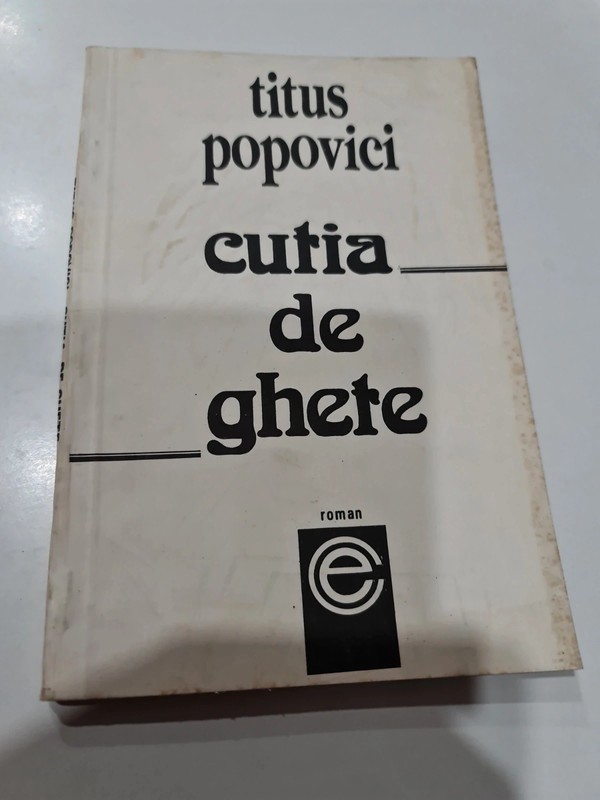 titus
popovici
cutia
de
ghete
roman